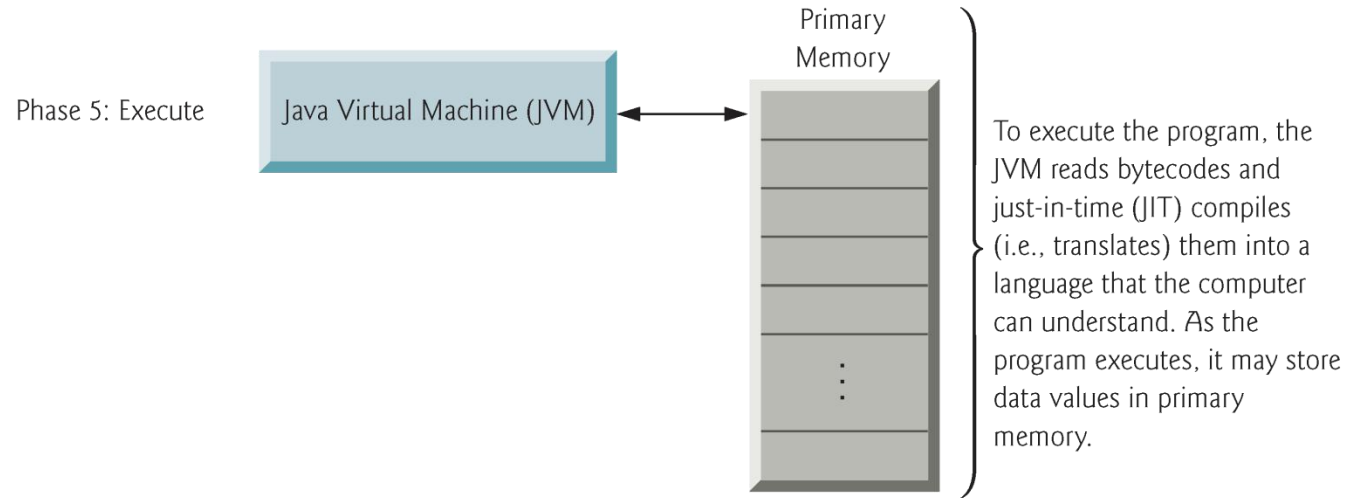 Phase 5: Execute
Java Virtual Machine (JVM)
Primary
Memory
To execute the program, the
JVM reads bytecodes and
just-in-time (JIT) compiles
(i.e., translates) them into a
language that the computer
can understand. As the
program executes, it may store
data values in primary
memory.